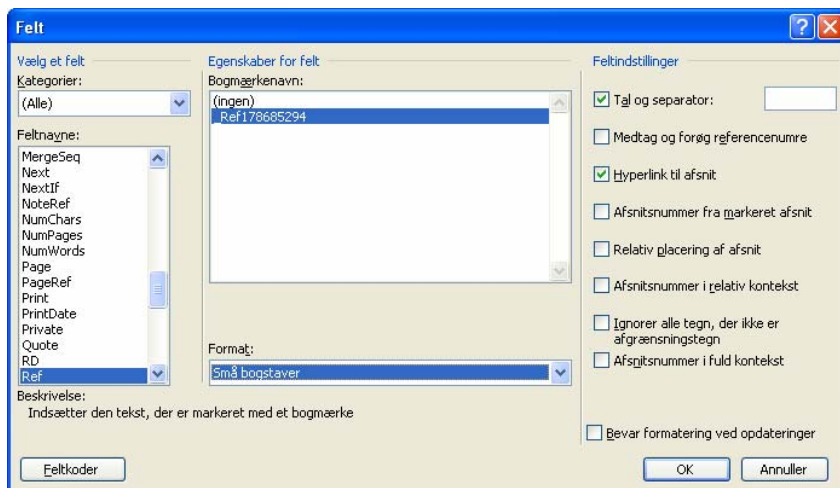 Felt
Vælg et felt
Kategorier:
(Alle)
Feltnavne:
MergeSeq
Next
NextIf
NoteRef
NumChars
NumPages
NumWords
Page
PageRef
Print
PrintDate
Private
Quote
RD
Ref
Beskrivelse:
Indsætter den tekst, der er markeret med et bogmærke
Feltkoder
Egenskaber for felt
Bogmærkenavn:
(ingen)
_Ref178685294
Format:
Små bogstaver
Feltindstillinger
Tal og separator:
Medtag og forøg referencenumre
Hyperlink til afsnit
Afsnitsnummer fra markeret afsnit
Relativ placering af afsnit
Afsnitsnummer i relativ kontekst
Ignorer alle tegn, der ikke er
afgrænsningstegn
Afsnitsnummer i fuld kontekst
Bevar formatering ved opdateringer
OK
Annuller